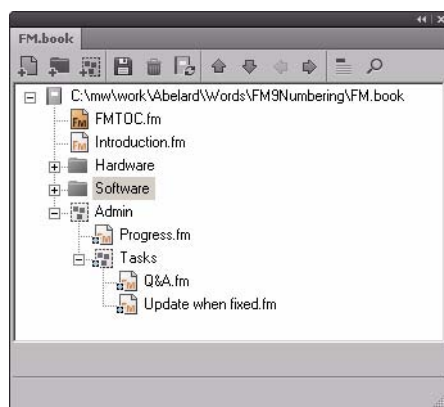 FM.book
C:\mw\work\Abelard\Words\FM9Numbering\FM.book
FMTOC.fm
Introduction.fm
Hardware
Software
Admin
Progress.fm
Tasks
Q&A.fm
Update when fixed.fm